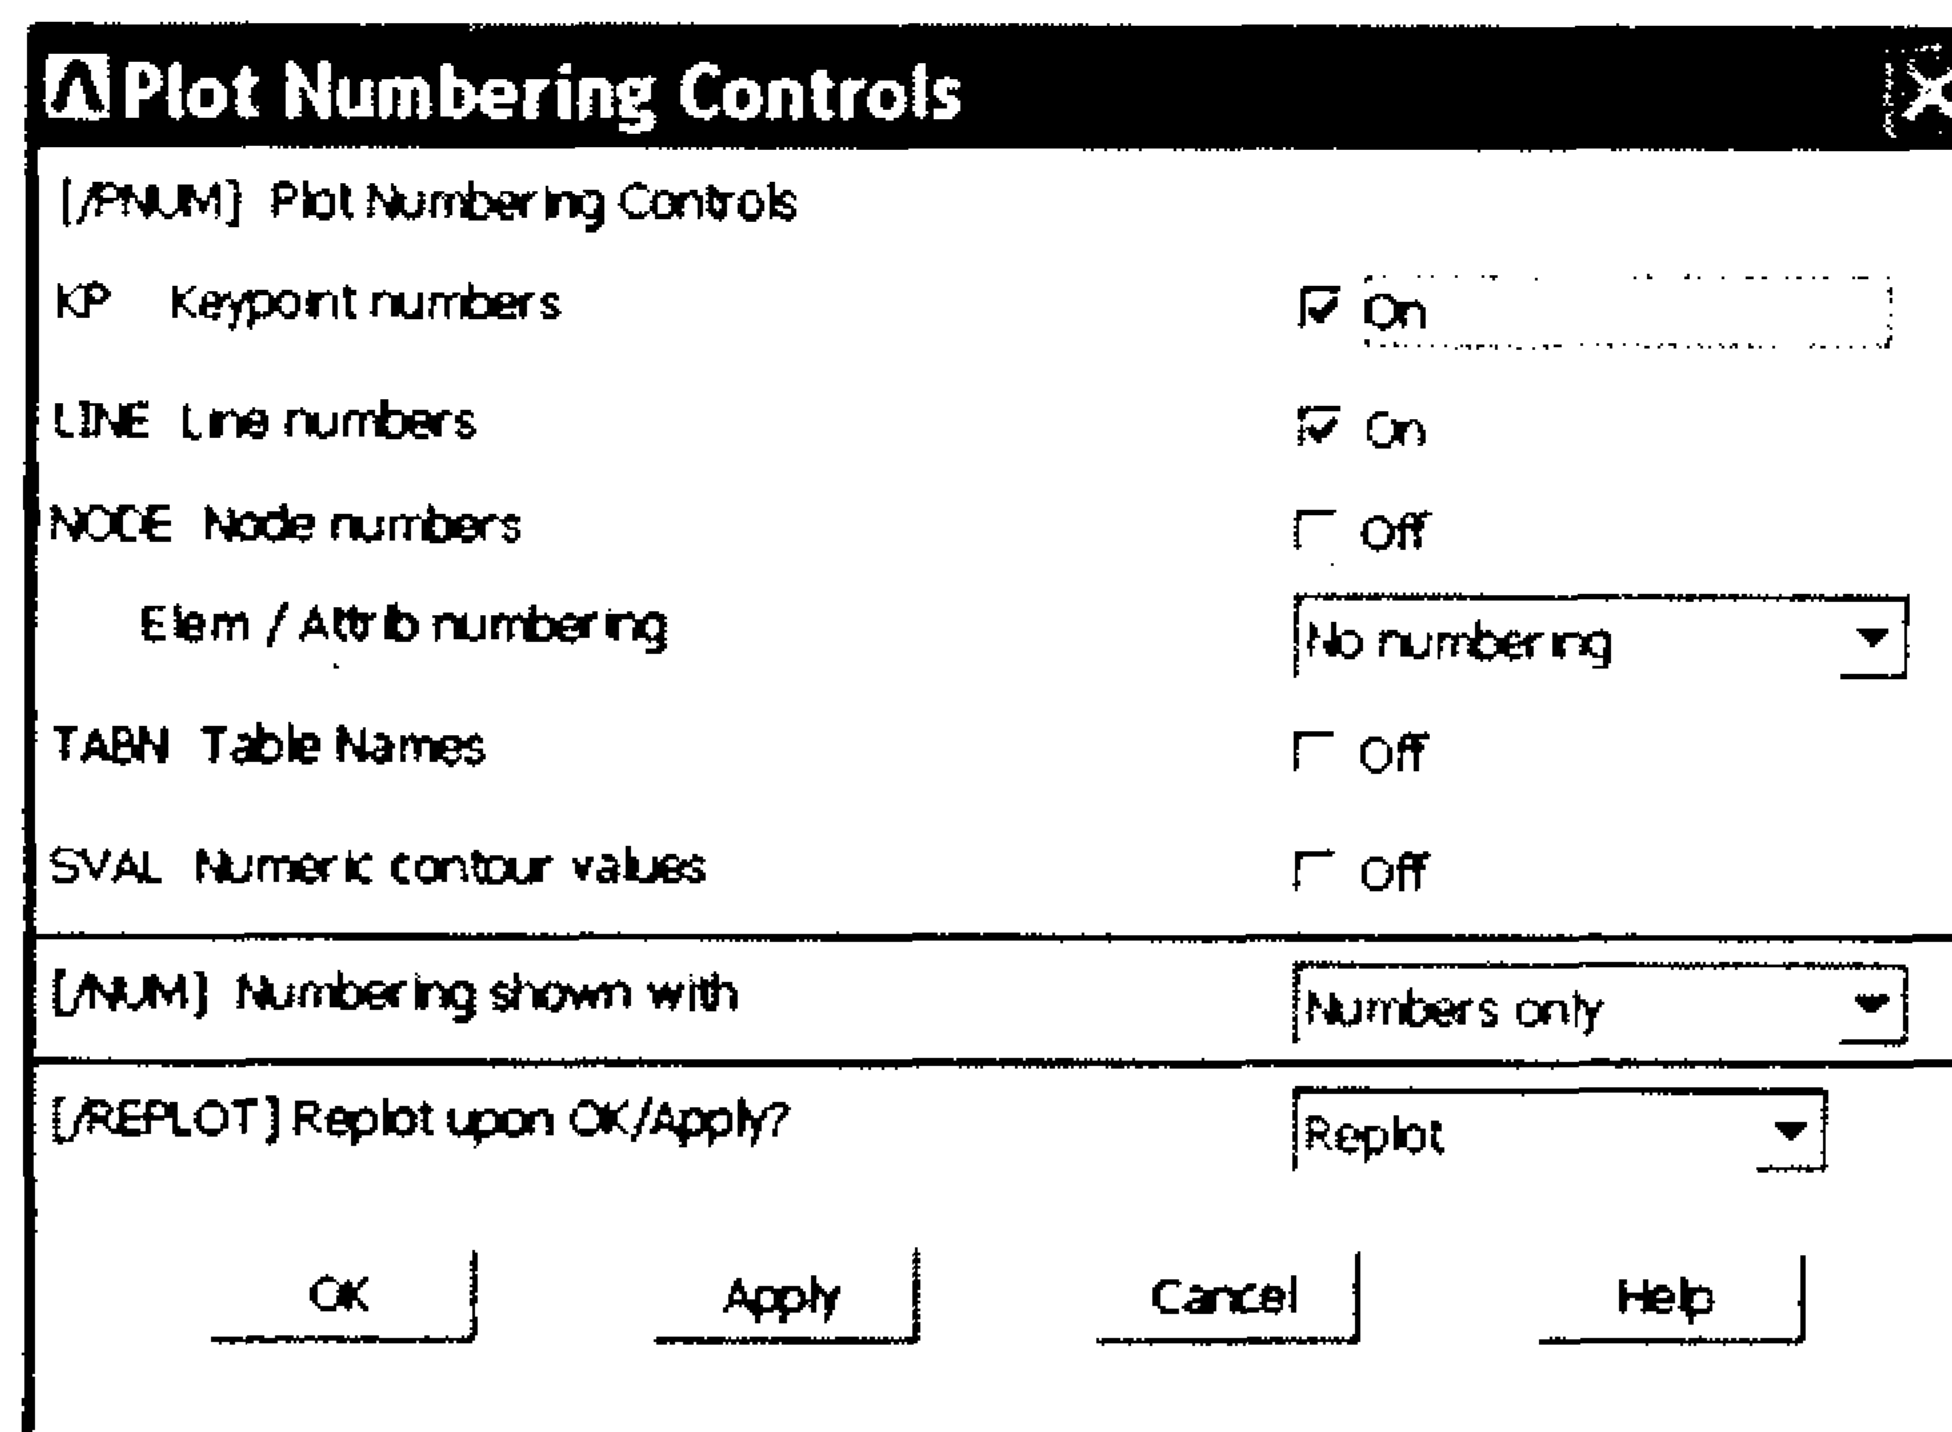 Plot Numbering Controls
[/PNUM] Plot Numbering Controls
KP Keypoint numbers On
LINE Line numbers On
NODE Node numbers Off
Elem / Attrib numbering No numbering
TABN Table Names Off
SVAL Numeric contour values Off
[/NUM] Numbering shown with Numbers only
[/REPLOT] Replot upon OK/Apply? Replot
OK Apply Cancel Help